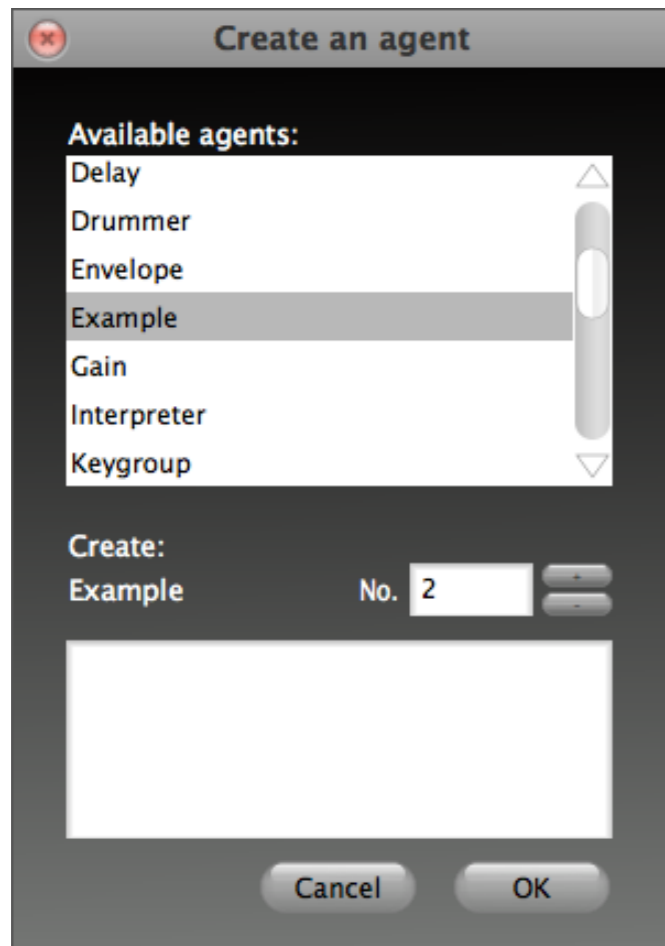 Create an agent
Available agents:
Delay
Drummer
Envelope
Example
Gain
Interpreter
Keygroup
Create:
Example No. 2
+
-
Cancel OK